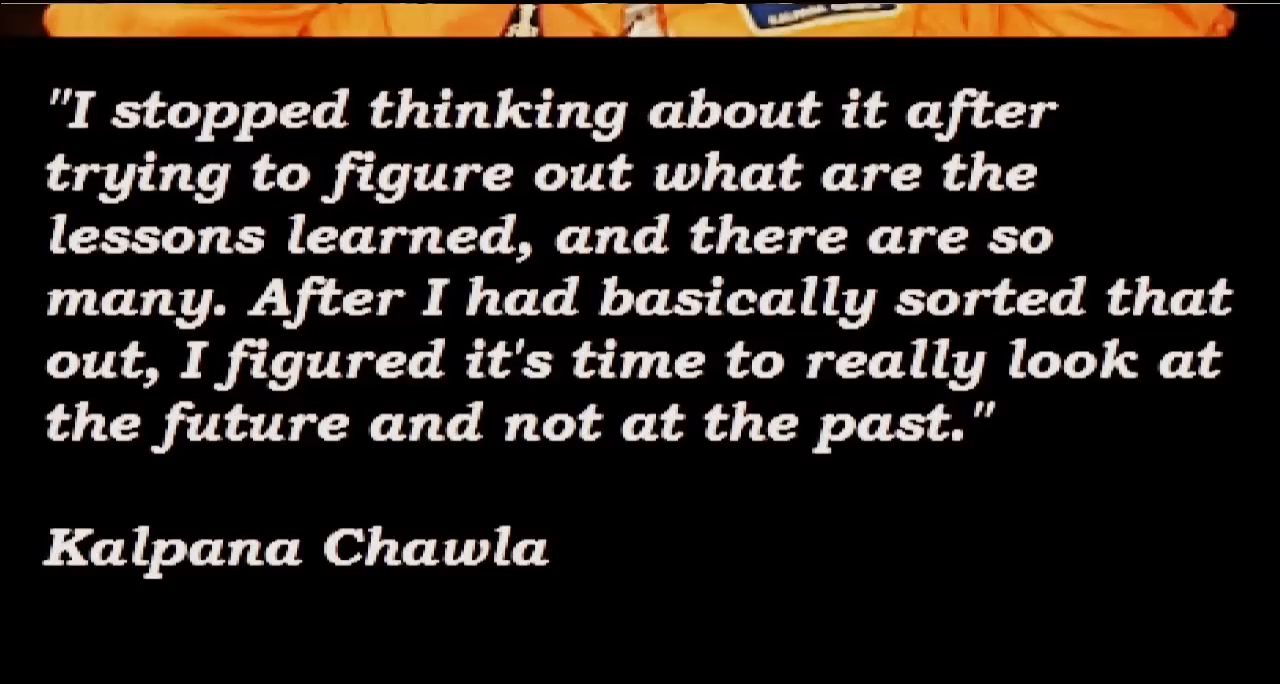 "I stopped thinking about it after
trying to figure out what are the
lessons learned, and there are so
many. After I had basically sorted that
out, I figured it's time to really look at
the future and not at the past."
Kalpana Chawla